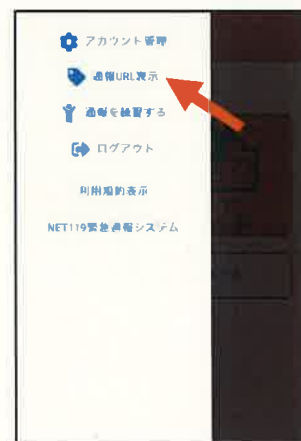 アカウント管理
通報URL表示
通報を練習する
ログアウト
利用規約表示
NET119緊急通報システム